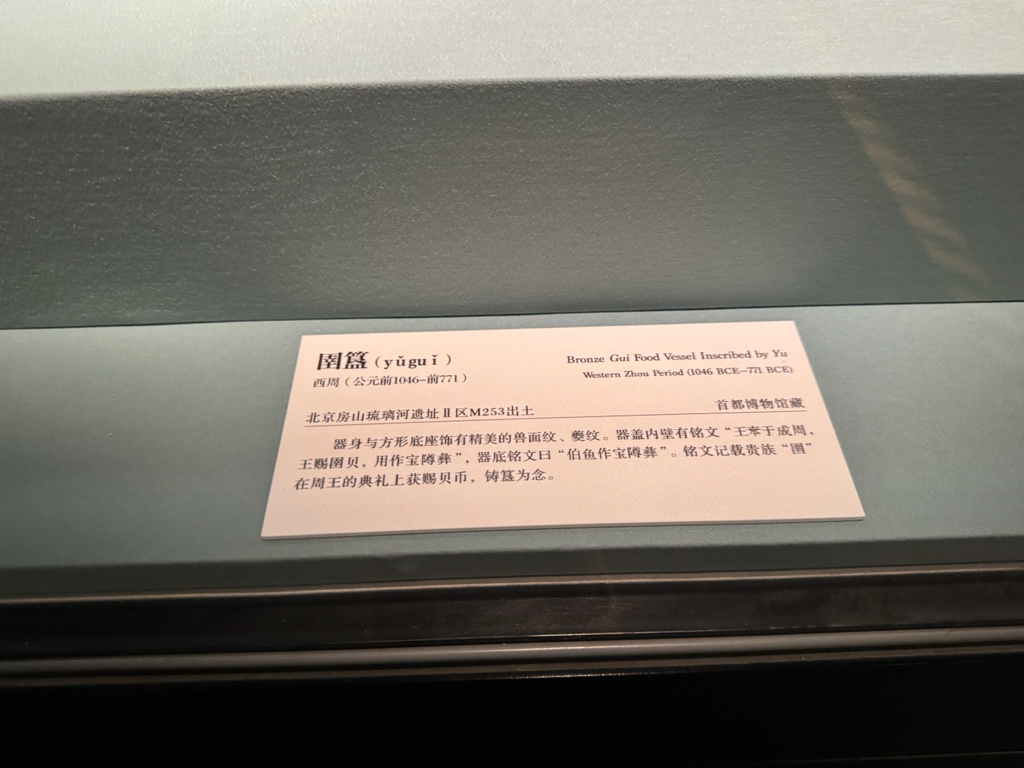 圉簋（yǔguǐ）
Bronze Gui Food Vessel Inscribed by Yu
西周（公元前1046-前771）
Western Zhou Period (1046 BCE—771 BCE)
北京房山琉璃河遗址Ⅱ区M253出土
首都博物馆藏
器身与方形底座饰有精美的兽面纹、夔纹。器盖内壁有铭文“王𠦪于成周，
王赐圉贝，用作宝隮彝”，器底铭文曰“伯鱼作宝隮彝”。铭文记载贵族“圉”
在周王的典礼上获赐贝币，铸簋为念。